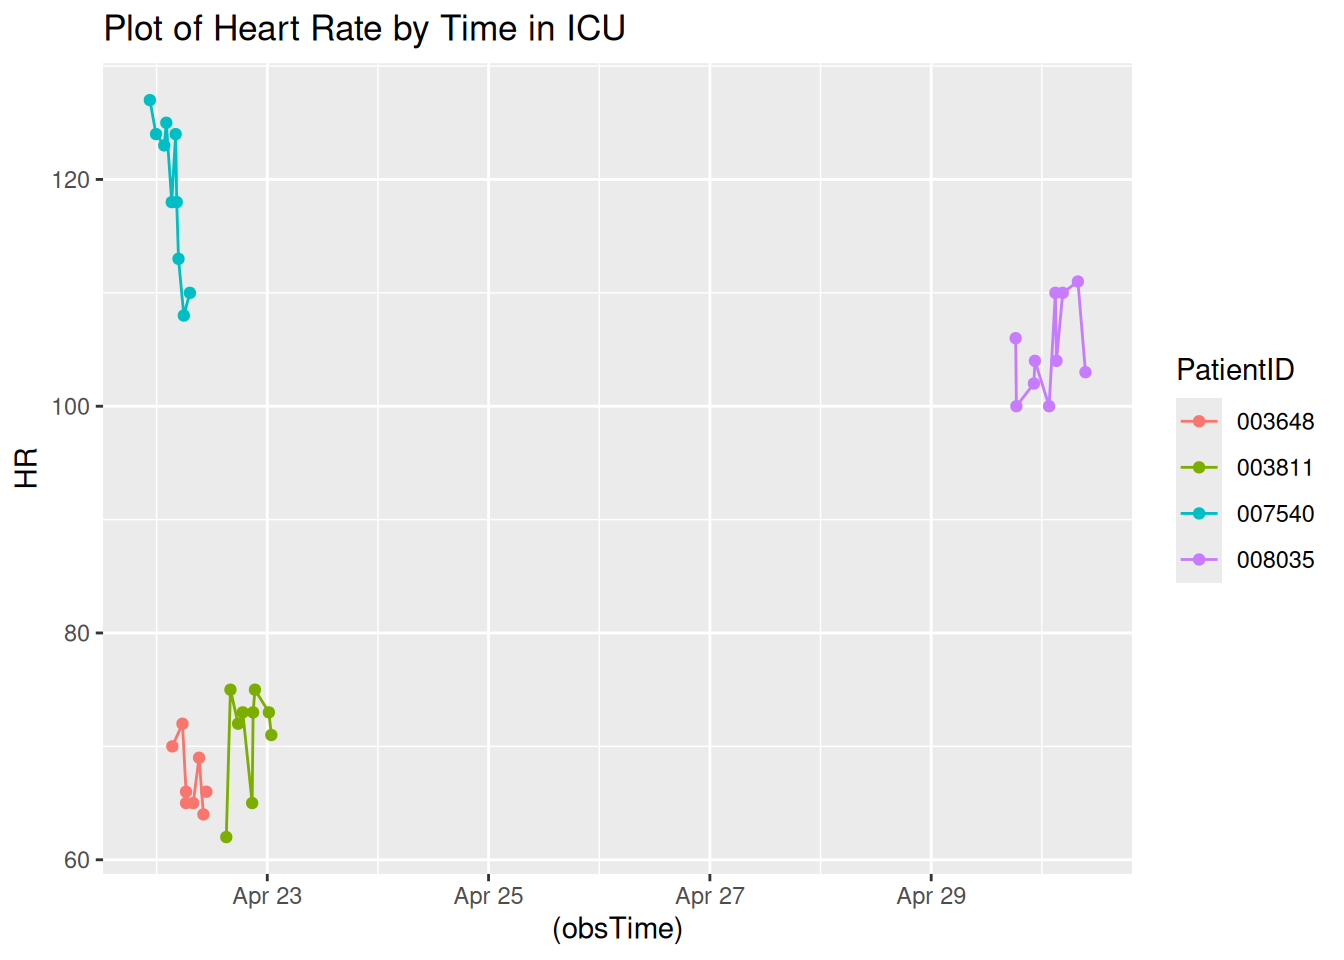 Plot of Heart Rate by Time in ICU
120
100
80
60
HR
Apr 23
Apr 25
Apr 27
Apr 29
(obsTime)
PatientID
003648
003811
007540
008035